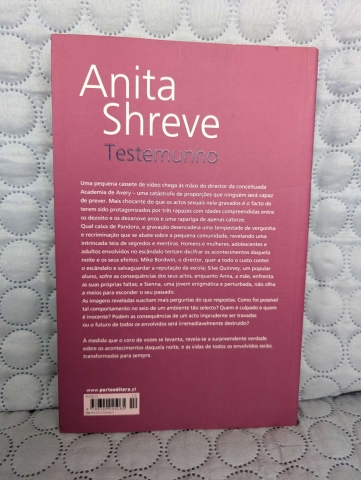 Anita
Shreve
Testemunho
Uma pequena cassete de vídeo chega às mãos do director da conceituada
Academia de Avery – uma catástrofe de proporções que ninguém será capaz
de prever. Mais chocante do que os actos sexuais nela gravados é o facto de
terem sido protagonizados por três rapazes com idades compreendidas entre
os dezoito e os dezanove anos e uma rapariga de apenas catorze.
Qual caixa de Pandora, a gravação desencadeia uma tempestade de vergonha
e recriminação que se abate sobre a pequena comunidade, revelando uma
intrincada teia de segredos e mentiras. Homens e mulheres, adolescentes e
adultos envolvidos no escândalo tentam decifrar os acontecimentos daquela
noite e os seus efeitos. Mike Bordwin, o director, quer a todo o custo conter
o escândalo e salvaguardar a reputação da escola; Silas Quinney, um popular
aluno, sofre as consequências dos seus actos, enquanto Anna, a mãe, enfrenta
as suas próprias faltas; e Sienna, uma jovem enigmática e perturbada, não olha
a meios para esconder o seu passado.
As imagens reveladas suscitam mais perguntas do que respostas. Como foi possível
tal comportamento no seio de um ambiente tão selecto? Quem é culpado e quem
é inocente? Podem as consequências de um acto imprudente ser travadas
ou o futuro de todos os envolvidos será irremediavelmente destruído?
À medida que o coro de vozes se levanta, revela-se a surpreendente verdade
sobre os acontecimentos daquela noite, e as vidas de todos os envolvidos serão
transformadas para sempre.
www.portoeditora.pt